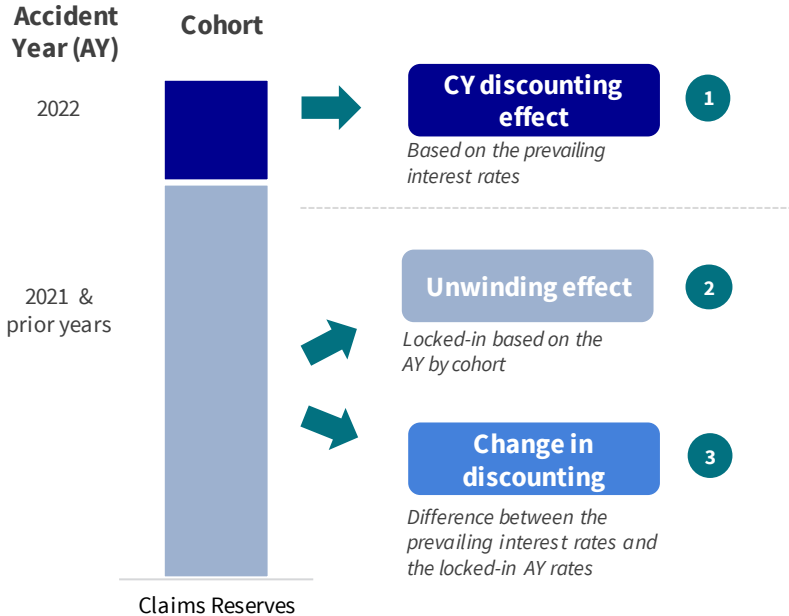 Accident
Year (AY)
Cohort
2022
CY discounting
effect
1
Based on the prevailing
interest rates
2021 &
prior years
Unwinding effect
2
Locked-in based on the
AY by cohort
Change in
discounting
3
Difference between the
prevailing interest rates and
the locked-in AY rates
Claims Reserves